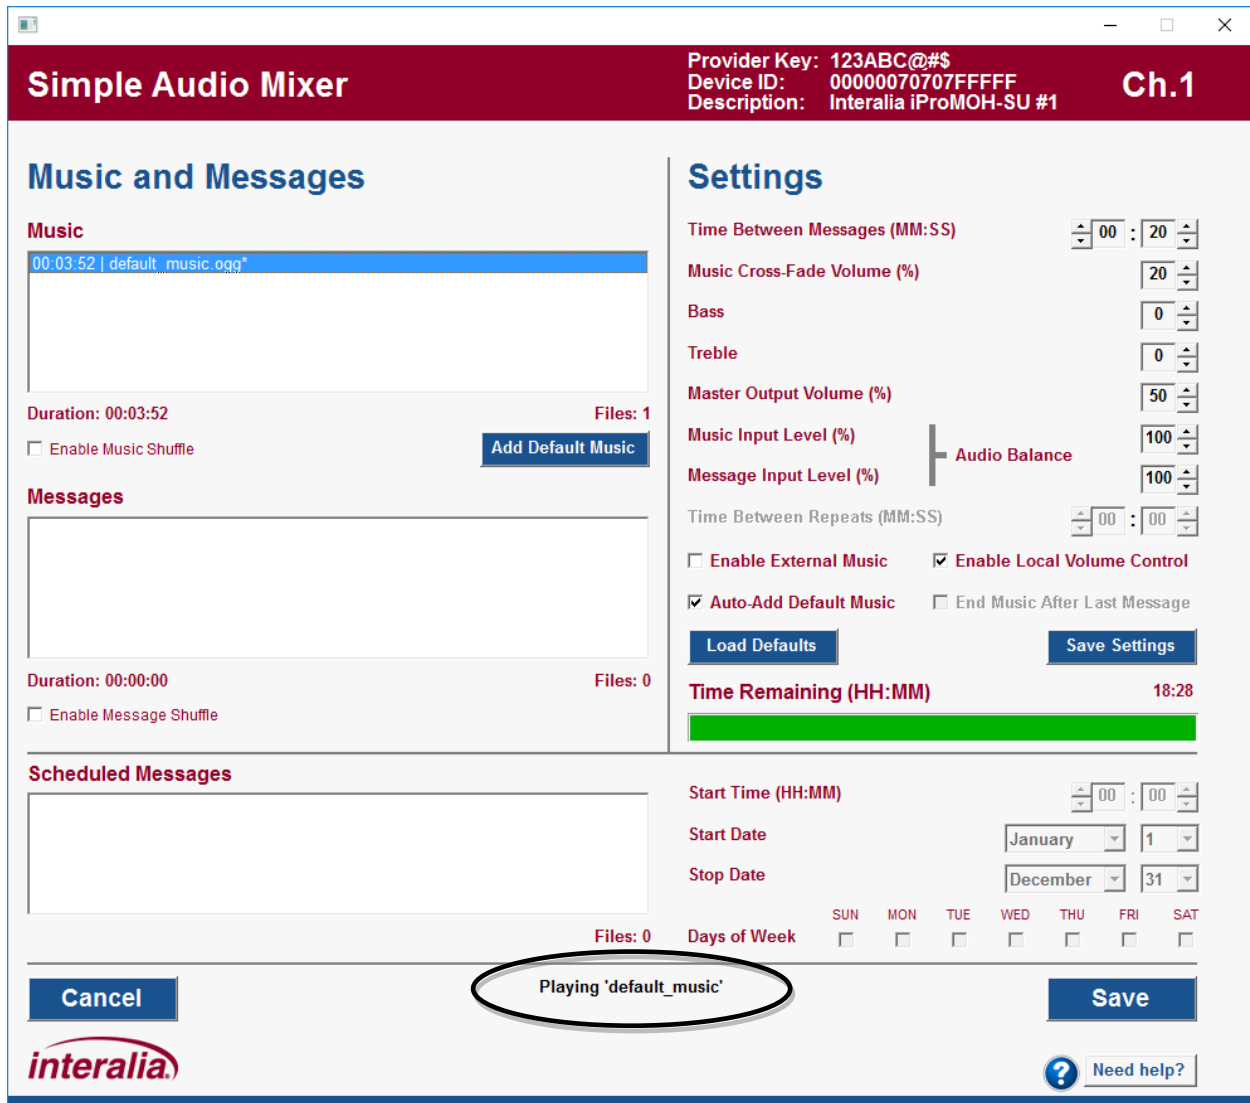 Simple Audio Mixer
Provider Key: 123ABC@#$
Device ID: 00000070707FFFFF
Description: Interalia iProMOH-SU #1
Ch.1
Music and Messages
Music
00:03:52 | default_music.ogg*
Duration: 00:03:52 Files: 1
Enable Music Shuffle
Add Default Music
Messages
Duration: 00:00:00 Files: 0
Enable Message Shuffle
Settings
Time Between Messages (MM:SS) 00 : 20
Music Cross-Fade Volume (%) 20
Bass 0
Treble 0
Master Output Volume (%) 50
Music Input Level (%) 100
Audio Balance
Message Input Level (%) 100
Time Between Repeats (MM:SS) 00 : 00
Enable External Music Enable Local Volume Control
Auto-Add Default Music End Music After Last Message
Load Defaults Save Settings
Time Remaining (HH:MM) 18:28
Scheduled Messages
Files: 0
Start Time (HH:MM) 00 : 00
Start Date January 1
Stop Date December 31
SUN MON TUE WED THU FRI SAT
Days of Week
Cancel
Playing 'default_music'
Save
interalia
? Need help?